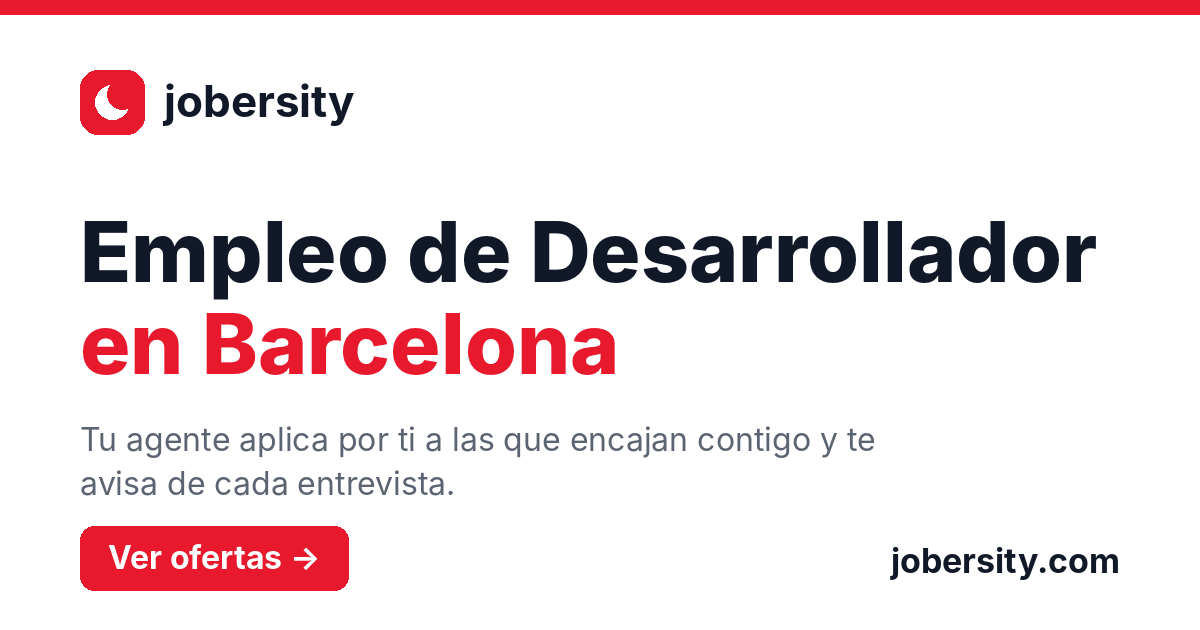 jobersity
Empleo de Desarrollador
en Barcelona
Tu agente aplica por ti a las que encajan contigo y te
avisa de cada entrevista.
Ver ofertas →
jobersity.com